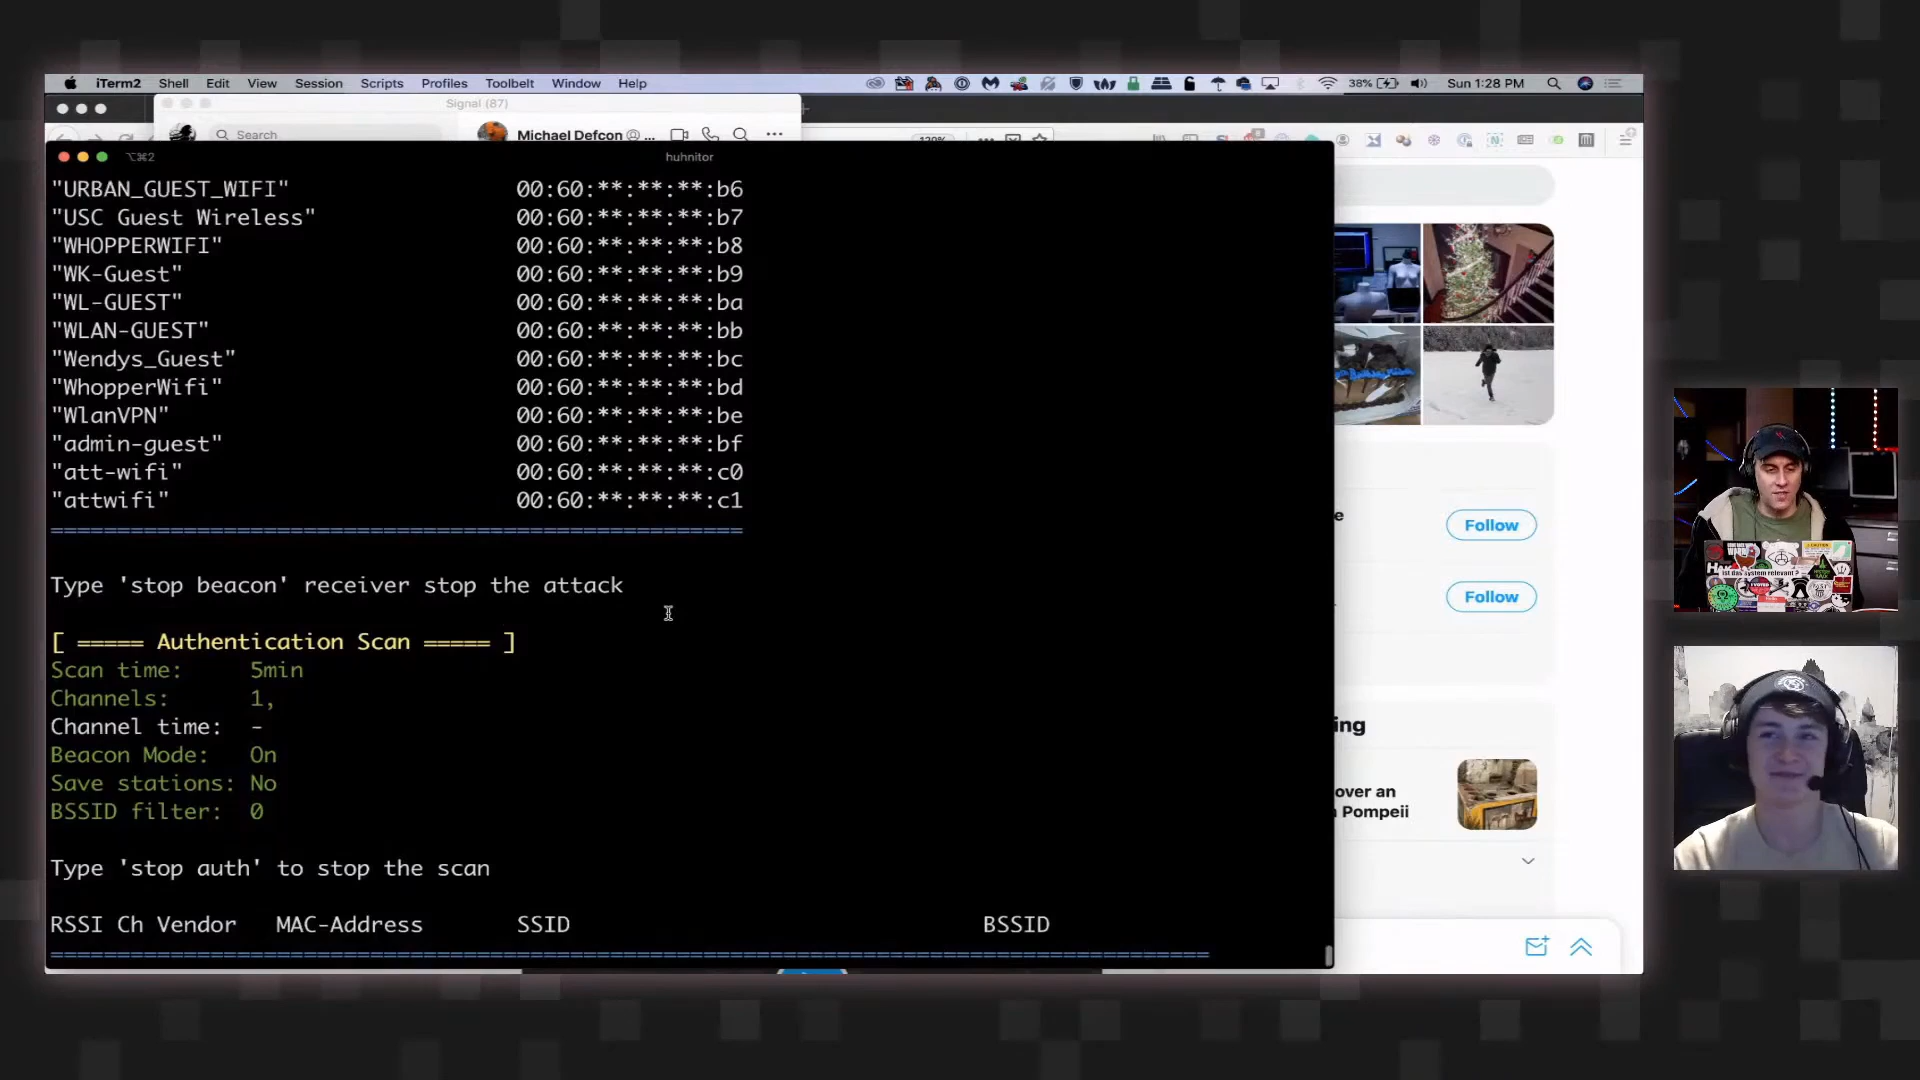 iTerm2 Shell Edit View Session Scripts Profiles Toolbelt Window Help 38% Sun 1:28 PM
Signal (87)
Search Michael Defcon ...
120%
⌥⌘2 huhnitor
"URBAN_GUEST_WIFI" 00:60:**:**:**:b6
"USC Guest Wireless" 00:60:**:**:**:b7
"WHOPPERWIFI" 00:60:**:**:**:b8
"WK-Guest" 00:60:**:**:**:b9
"WL-GUEST" 00:60:**:**:**:ba
"WLAN-GUEST" 00:60:**:**:**:bb
"Wendys_Guest" 00:60:**:**:**:bc
"WhopperWifi" 00:60:**:**:**:bd
"WlanVPN" 00:60:**:**:**:be
"admin-guest" 00:60:**:**:**:bf
"att-wifi" 00:60:**:**:**:c0
"attwifi" 00:60:**:**:**:c1
====================================================
Type 'stop beacon' receiver stop the attack
[ ===== Authentication Scan ===== ]
Scan time: 5min
Channels: 1,
Channel time: -
Beacon Mode: On
Save stations: No
BSSID filter: 0
Type 'stop auth' to stop the scan
RSSI Ch Vendor MAC-Address SSID BSSID
=======================================================================================
e
Follow
Follow
ing
over an
Pompeii